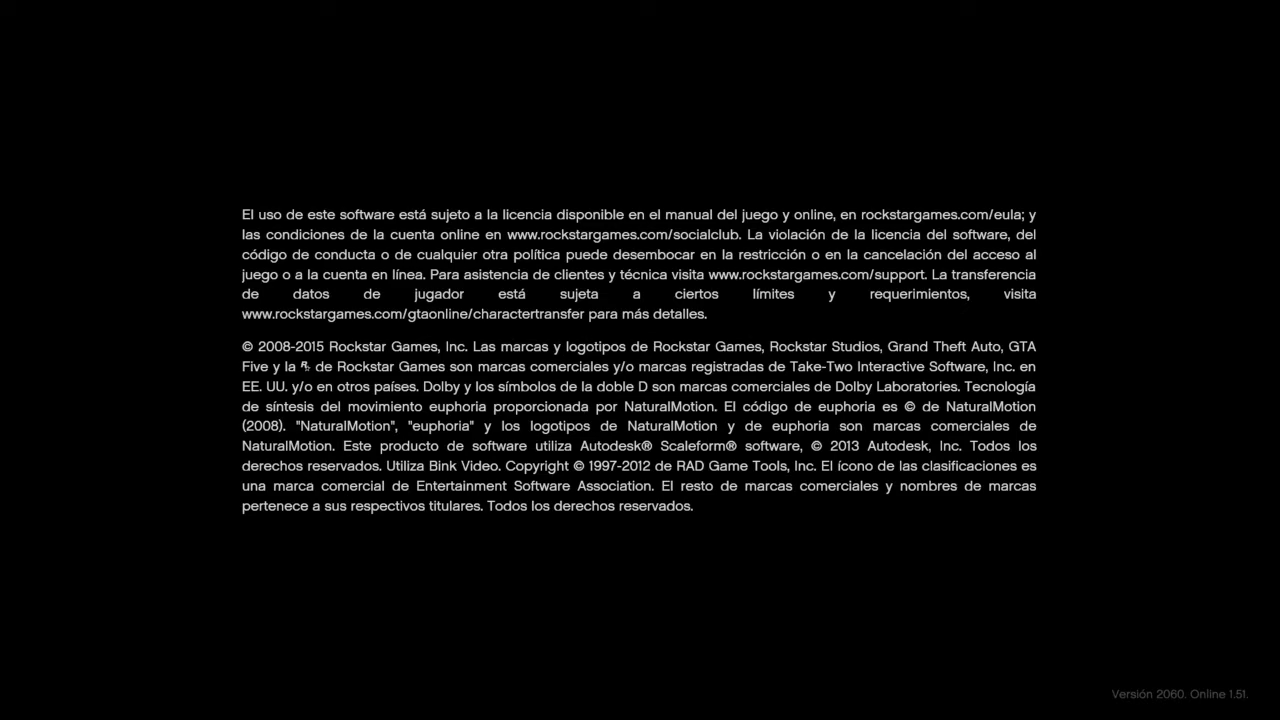 El uso de este software está sujeto a la licencia disponible en el manual del juego y online, en rockstargames.com/eula; y
las condiciones de la cuenta online en www.rockstargames.com/socialclub. La violación de la licencia del software, del
código de conducta o de cualquier otra política puede desembocar en la restricción o en la cancelación del acceso al
juego o a la cuenta en línea. Para asistencia de clientes y técnica visita www.rockstargames.com/support. La transferencia
de datos de jugador está sujeta a ciertos límites y requerimientos, visita
www.rockstargames.com/gtaonline/charactertransfer para más detalles.
© 2008-2015 Rockstar Games, Inc. Las marcas y logotipos de Rockstar Games, Rockstar Studios, Grand Theft Auto, GTA
Five y la R* de Rockstar Games son marcas comerciales y/o marcas registradas de Take-Two Interactive Software, Inc. en
EE. UU. y/o en otros países. Dolby y los símbolos de la doble D son marcas comerciales de Dolby Laboratories. Tecnología
de síntesis del movimiento euphoria proporcionada por NaturalMotion. El código de euphoria es © de NaturalMotion
(2008). "NaturalMotion", "euphoria" y los logotipos de NaturalMotion y de euphoria son marcas comerciales de
NaturalMotion. Este producto de software utiliza Autodesk® Scaleform® software, © 2013 Autodesk, Inc. Todos los
derechos reservados. Utiliza Bink Video. Copyright © 1997-2012 de RAD Game Tools, Inc. El ícono de las clasificaciones es
una marca comercial de Entertainment Software Association. El resto de marcas comerciales y nombres de marcas
pertenece a sus respectivos titulares. Todos los derechos reservados.
Versión 2060. Online 1.51.